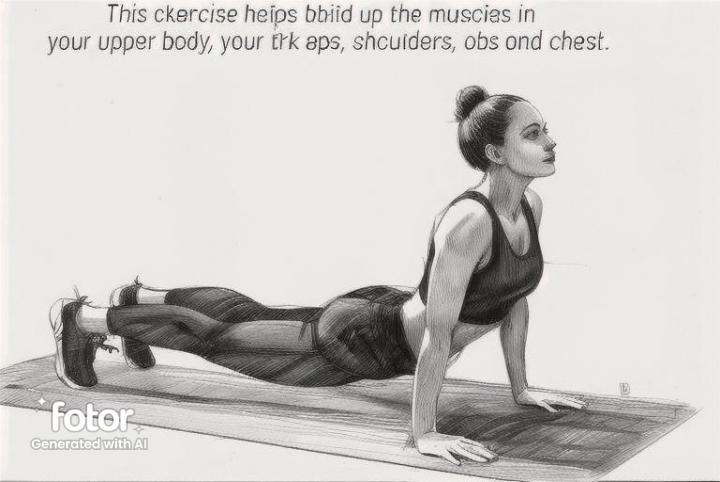 This ckercise heips bbiid up the muscies in
your upper body, your trk aps, shcuiders, obs ond chest.
fotor
Generated with AI